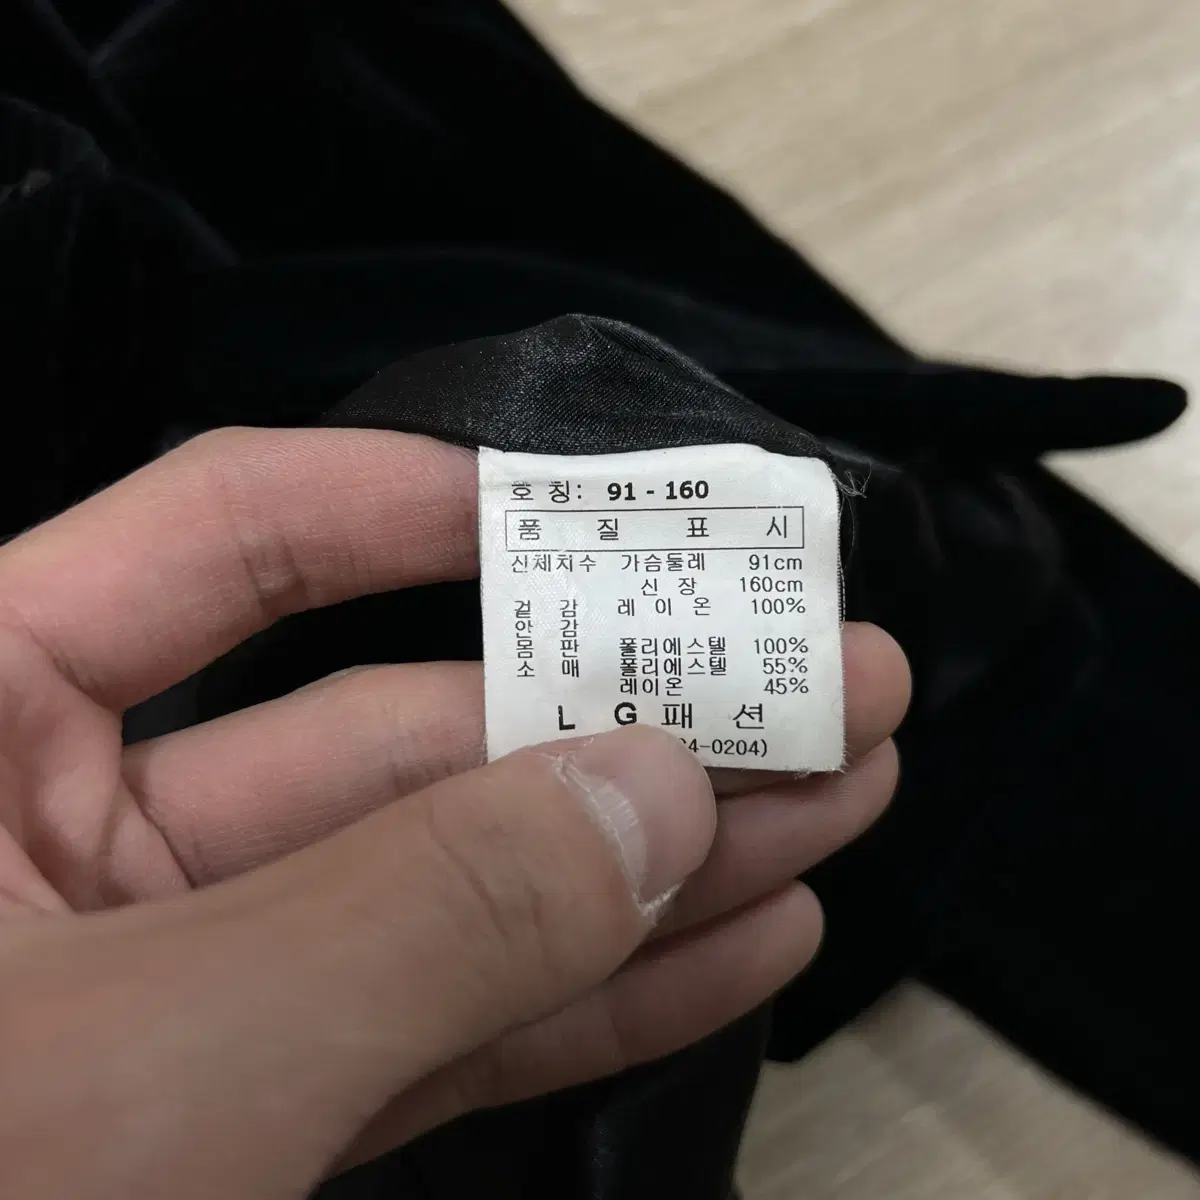 호 칭: 91 - 160
품 질 표 시
신체치수 가슴둘레 91cm
신 장 160cm
겉 감 레 이 온 100%
안 감
몸 판 폴리에스텔 100%
소 매 폴리에스텔 55%
레이온 45%
L G 패 션
4-0204)